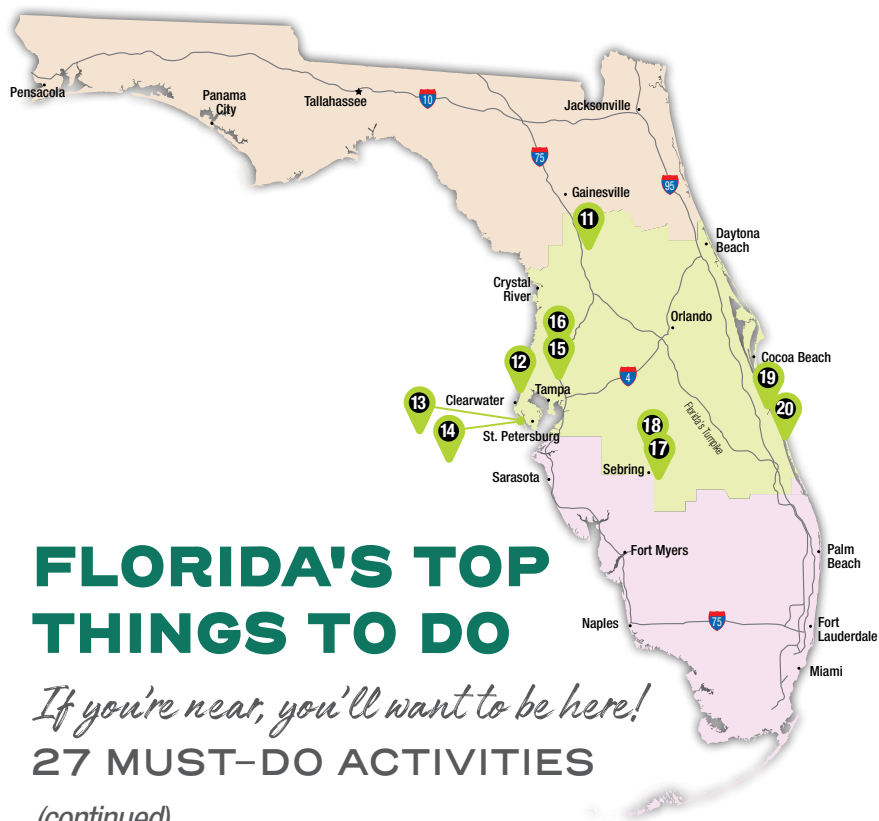 Pensacola
Panama
City
Tallahassee
10
Jacksonville
75
95
Gainesville
11
Daytona
Beach
Crystal
River
16
Orlando
15
12
Cocoa Beach
4
19
Tampa
13
Clearwater
20
14
18
Florida's Turnpike
St. Petersburg
17
Sebring
Sarasota
FLORIDA'S TOP
THINGS TO DO
Fort Myers
Palm
Beach
Naples
75
Fort
Lauderdale
Miami
If you're near, you'll want to be here!
27 MUST–DO ACTIVITIES
(continued)